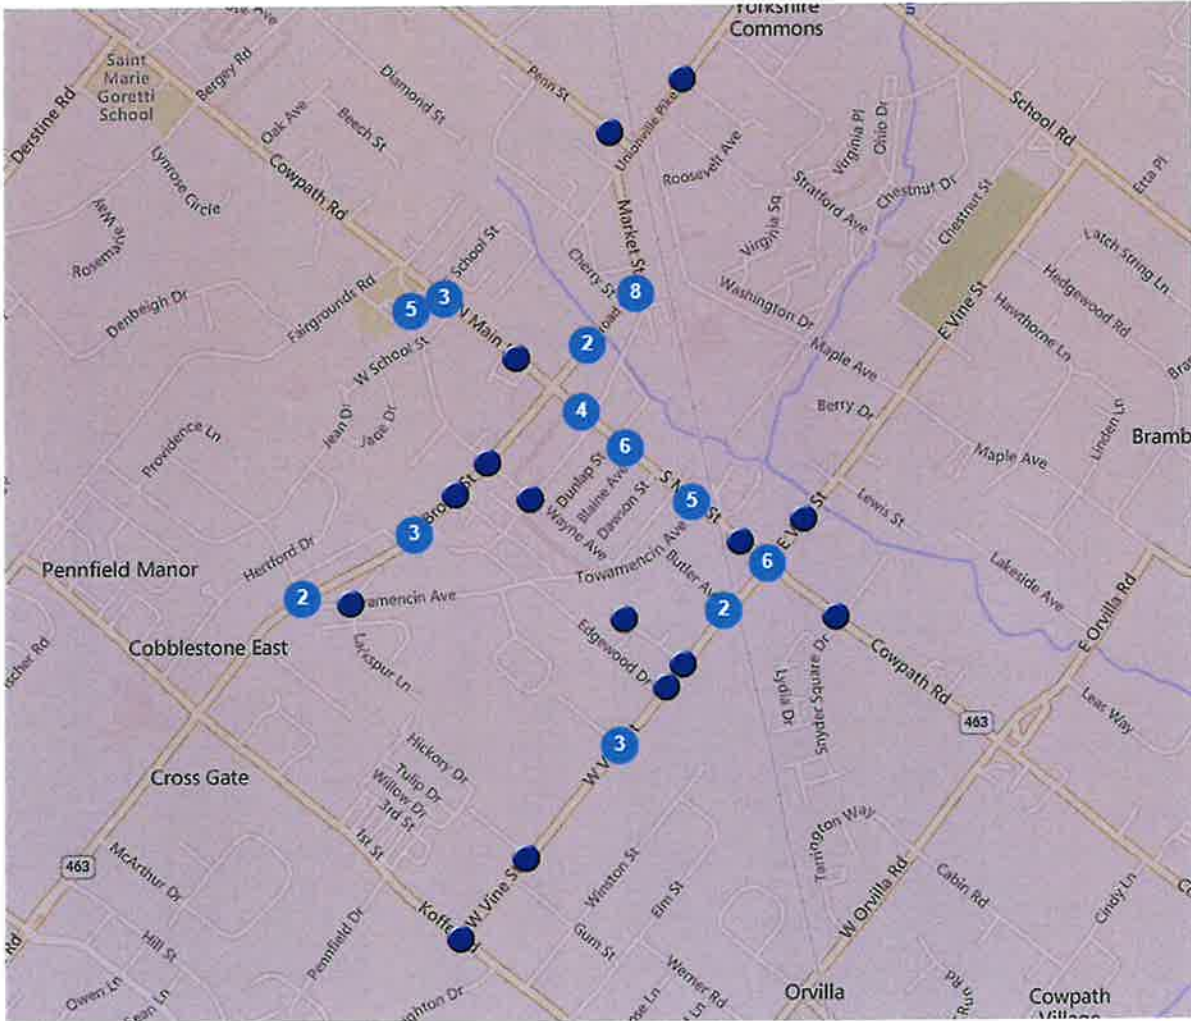 Yorkshire
Commons
5
Saint
Marie
Goretti
School
Bergey Rd
Diamond St
Penn St
Unionville Pike
School Rd
Derstine Rd
Oak Ave
Beech St
Roosevelt Ave
Virginia Pl
Ohio Dr
Etta Pl
Lynrose Circle
Cowpath Rd
Stratford Ave
Chestnut Dr
Chestnut St
Rosemary Way
Market St
Virginia Sq
School St
Cherry St
Latch String Ln
Hedgewood Rd
Denbeigh Dr
Fairgrounds Rd
5
3
8
Washington Dr
E Vine St
Hawthorne Ln
N Main
2
W School St
Maple Ave
Jean Dr
Jade Dr
4
Berry Dr
Linden Ln
Providence Ln
6
Bramb
Maple Ave
Dunlap St
Blaine Ave
Dawson St
5
Wayne Ave
Lewis St
3
Hertford Dr
Pennfield Manor
Towamencin Ave
Butler Av
6
Lakeside Ave
2
2
E Orvilla Rd
Cobblestone East
Larkspur Ln
Edgewood Dr
Cowpath Rd
Lydia Dr
Snyder Square Dr
Lear Way
463
3
Cross Gate
Hickory Dr
Tulip Dr
Willow Dr
3rd St
1st St
463
McArthur Dr
W Vine St
Winston St
Elm St
Tarrington Way
W Orvilla Rd
Cabin Rd
Cindy Ln
Hill St
Pennfield Dr
Gum St
Werner Rd
Owen Ln
Orvilla
Cowpath
Village